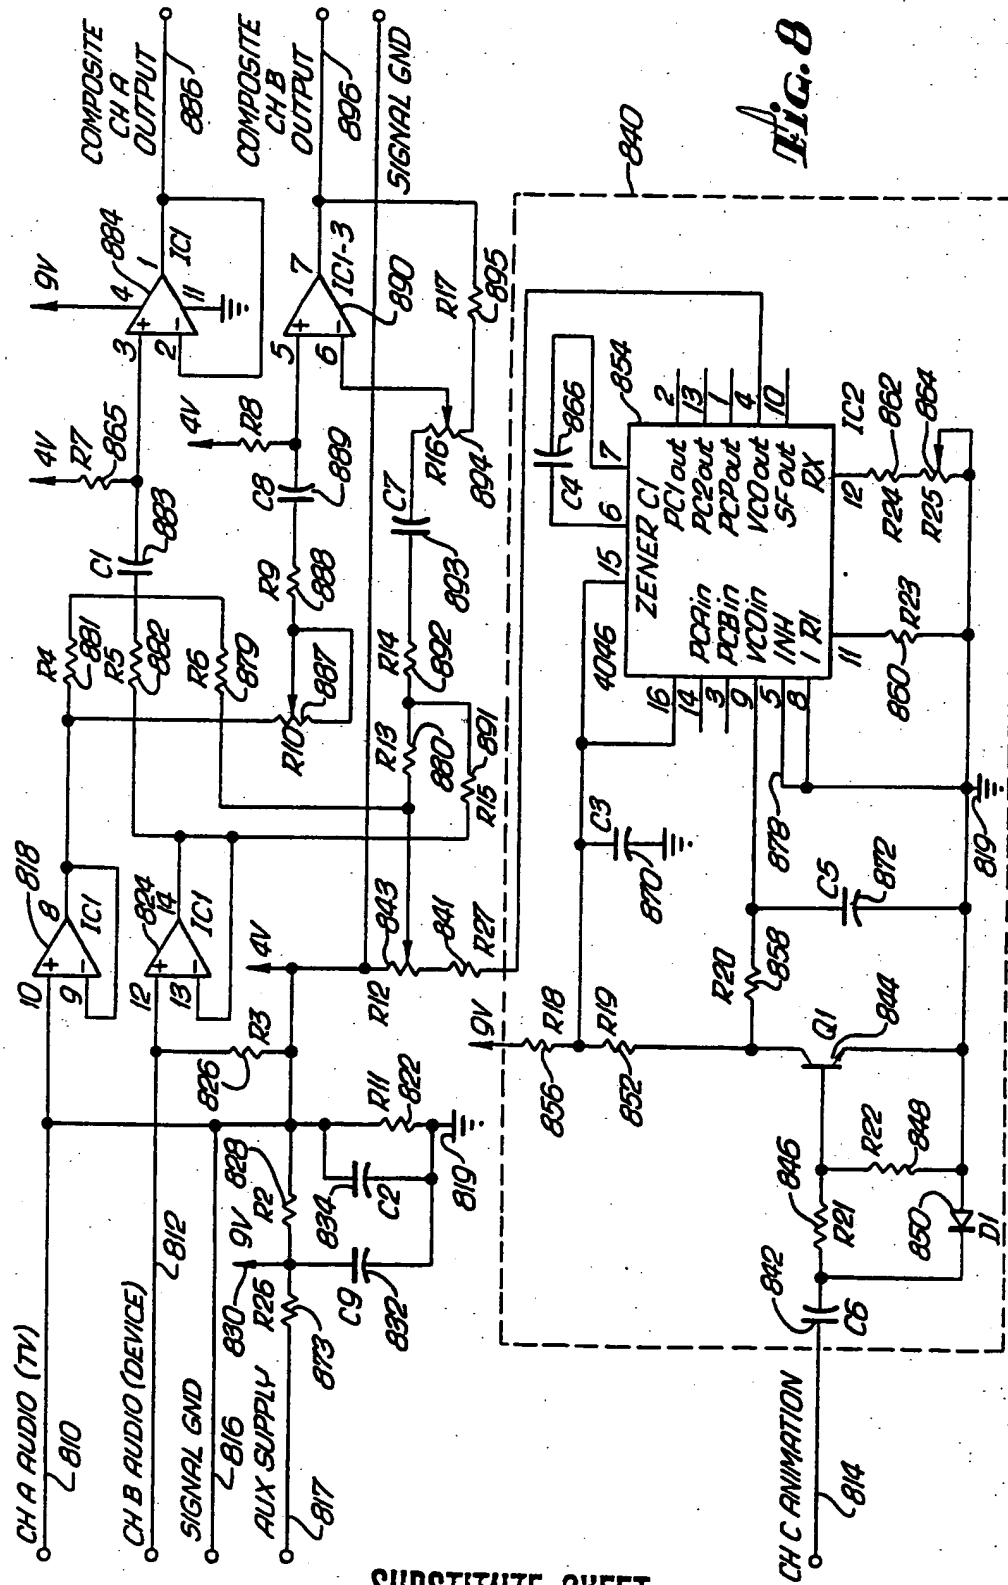 CH A AUDIO (TV)
810
CH B AUDIO (DEVICE)
812
SIGNAL GND
816
AUX SUPPLY
817
R26
873
9V
830
C9
832
R2
828
834
C2
R11
822
819
826
R3
10
9
+
-
8
818
IC1
12
13
+
-
14
824
IC1
4V
R12
843
841
R27
R4
881
R5
882
R6
879
R10
887
R13
880
R15
891
R14
892
C7
893
R16
894
R17
895
C1
883
4V
R7
865
R9
888
C8
889
4V
R8
3
2
+
-
4
11
1
9V
884
IC1
COMPOSITE
CH A
OUTPUT
886
5
6
+
-
7
IC1-3
890
COMPOSITE
CH B
OUTPUT
896
SIGNAL GND
840
CH C ANIMATION
814
842
C6
846
R21
R22
848
850
D1
Q1
844
9V
R18
856
R19
852
R20
858
C5
872
C3
870
878
819
4046
16
14
3
9
5
8
PCAin
PCBin
VCOin
INH
1 R1
11
860
R23
15
6
7
ZENER C1
C4
866
854
PC1out
PC2out
PCPout
VCOout
SFout
RX
2
13
1
4
10
12
IC2
R24
862
R25
864
Fig. 8
SUBSTITUTE SHEET